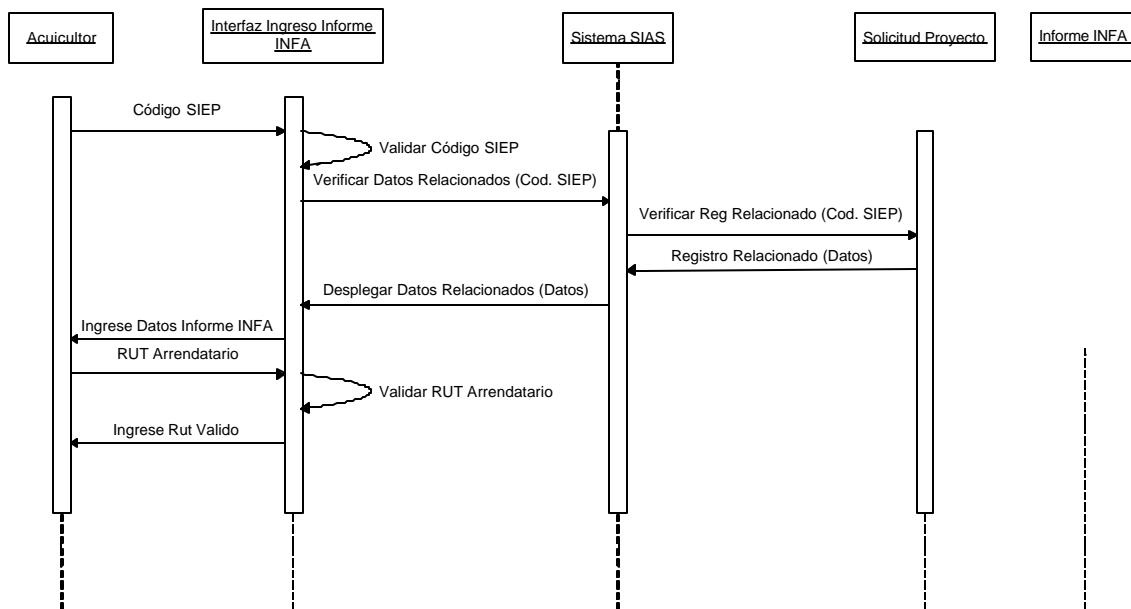 Acuicultor
Interfaz Ingreso Informe
INFA
Sistema SIAS
Solicitud Proyecto
Informe INFA
Código SIEP
Validar Código SIEP
Verificar Datos Relacionados (Cod. SIEP)
Verificar Reg Relacionado (Cod. SIEP)
Registro Relacionado (Datos)
Desplegar Datos Relacionados (Datos)
Ingrese Datos Informe INFA
RUT Arrendatario
Validar RUT Arrendatario
Ingrese Rut Valido